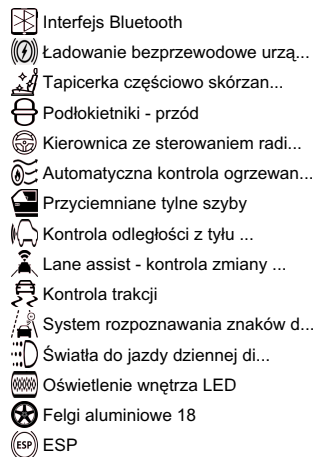 Interfejs Bluetooth
Ładowanie bezprzewodowe urzą...
Tapicerka częściowo skórzan...
Podłokietniki - przód
Kierownica ze sterowaniem radi...
Automatyczna kontrola ogrzewan...
Przyciemniane tylne szyby
Kontrola odległości z tyłu ...
Lane assist - kontrola zmiany ...
Kontrola trakcji
System rozpoznawania znaków d...
Światła do jazdy dziennej di...
Oświetlenie wnętrza LED
Felgi aluminiowe 18
ESP ESP